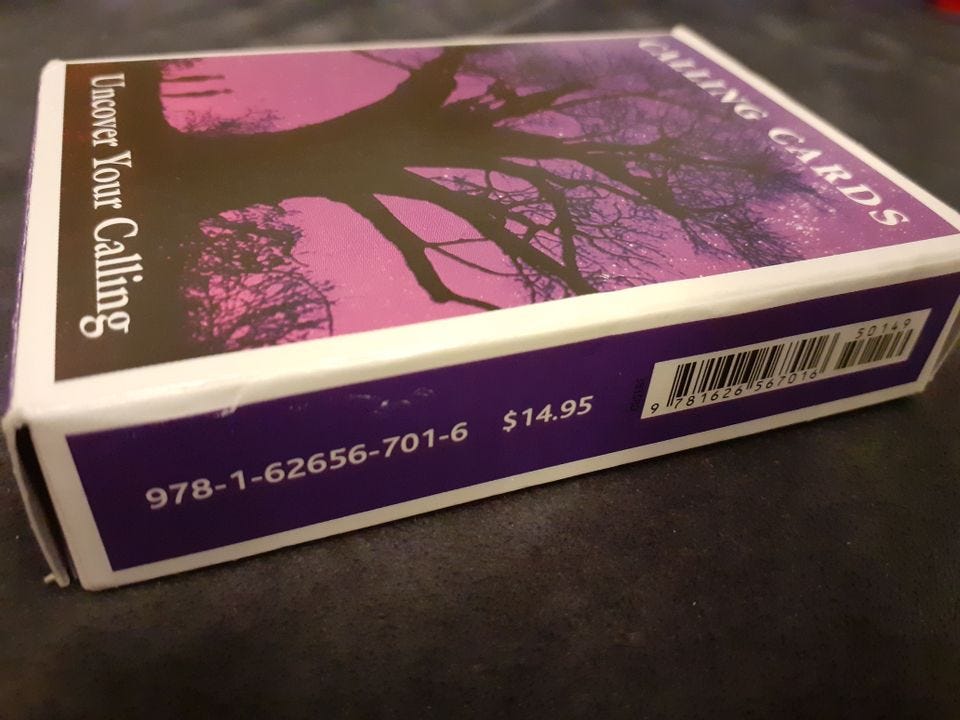 CALLING CARDS
Uncover Your Calling
978-1-62656-701-6
$14.95
50149
9 781626 567016